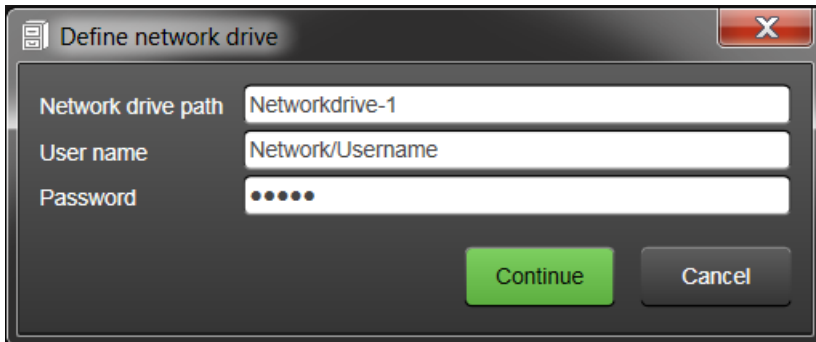 Define network drive
Network drive path Networkdrive-1
User name Network/Username
Password •••••
Continue Cancel